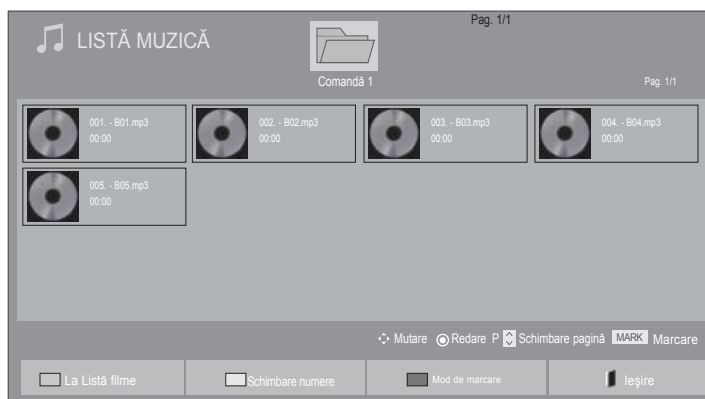 Pag. 1/1
LISTĂ MUZICĂ
Comandă 1
Pag. 1/1
001. - B01.mp3
00:00
002. - B02.mp3
00:00
003. - B03.mp3
00:00
004. - B04.mp3
00:00
005. - B05.mp3
00:00
Mutare Redare P Schimbare pagină MARK Marcare
La Listă filme Schimbare numere Mod de marcare Ieşire